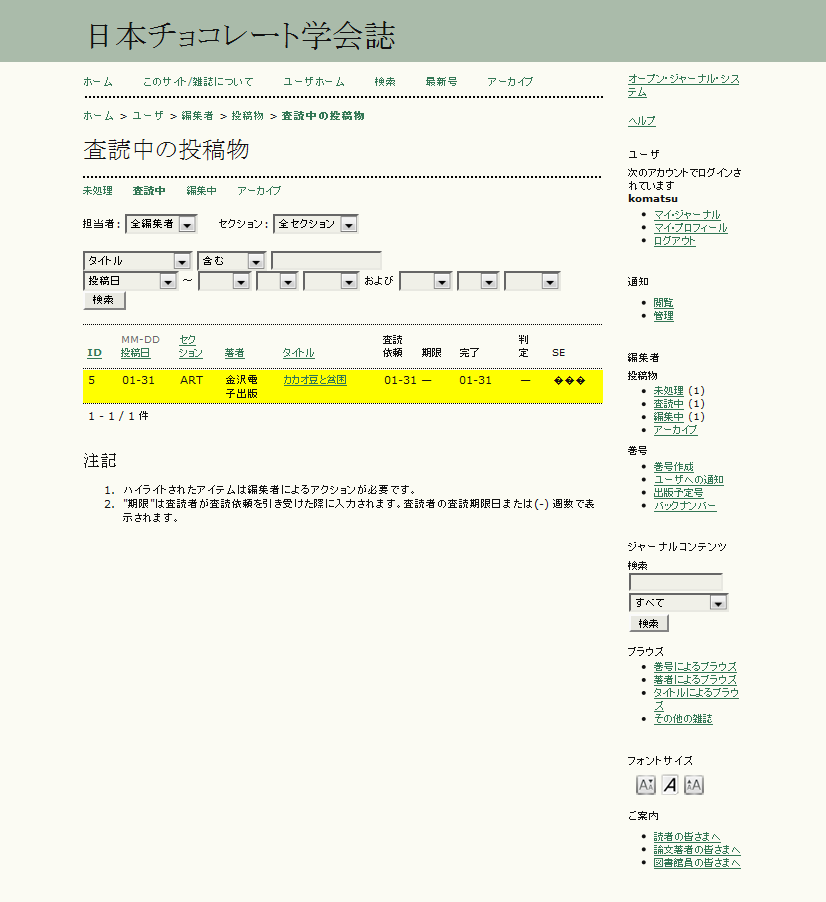 日本チョコレート学会誌
ホーム このサイト/雑誌について ユーザホーム 検索 最新号 アーカイブ
ホーム > ユーザ > 編集者 > 投稿物 > 査読中の投稿物
査読中の投稿物
未処理 査読中 編集中 アーカイブ
担当者: 全編集者 セクション: 全セクション
タイトル 含む
投稿日 ～ および
検索
MM-DD セク 査読 判
ID 投稿日 ション 著者 タイトル 依頼 期限 完了 定 SE
5 01-31 ART 金沢電 カカオ豆と貧困 01-31 — 01-31 — ���
子出版
1 - 1 / 1 件
注記
1. ハイライトされたアイテムは編集者によるアクションが必要です。
2. "期限"は査読者が査読依頼を引き受けた際に入力されます。査読者の査読期限日または(-) 週数で表
示されます。
オープン・ジャーナル・シス
テム
ヘルプ
ユーザ
次のアカウントでログインさ
れています
komatsu
マイ・ジャーナル
マイ・プロフィール
ログアウト
通知
閲覧
管理
編集者
投稿物
未処理 (1)
査読中 (1)
編集中 (1)
アーカイブ
巻号
巻号作成
ユーザへの通知
出版予定号
バックナンバー
ジャーナルコンテンツ
検索
すべて
検索
ブラウズ
巻号によるブラウズ
著者によるブラウズ
タイトルによるブラウ
ズ
その他の雑誌
フォントサイズ
A A A A A
ご案内
読者の皆さまへ
論文著者の皆さまへ
図書館員の皆さまへ